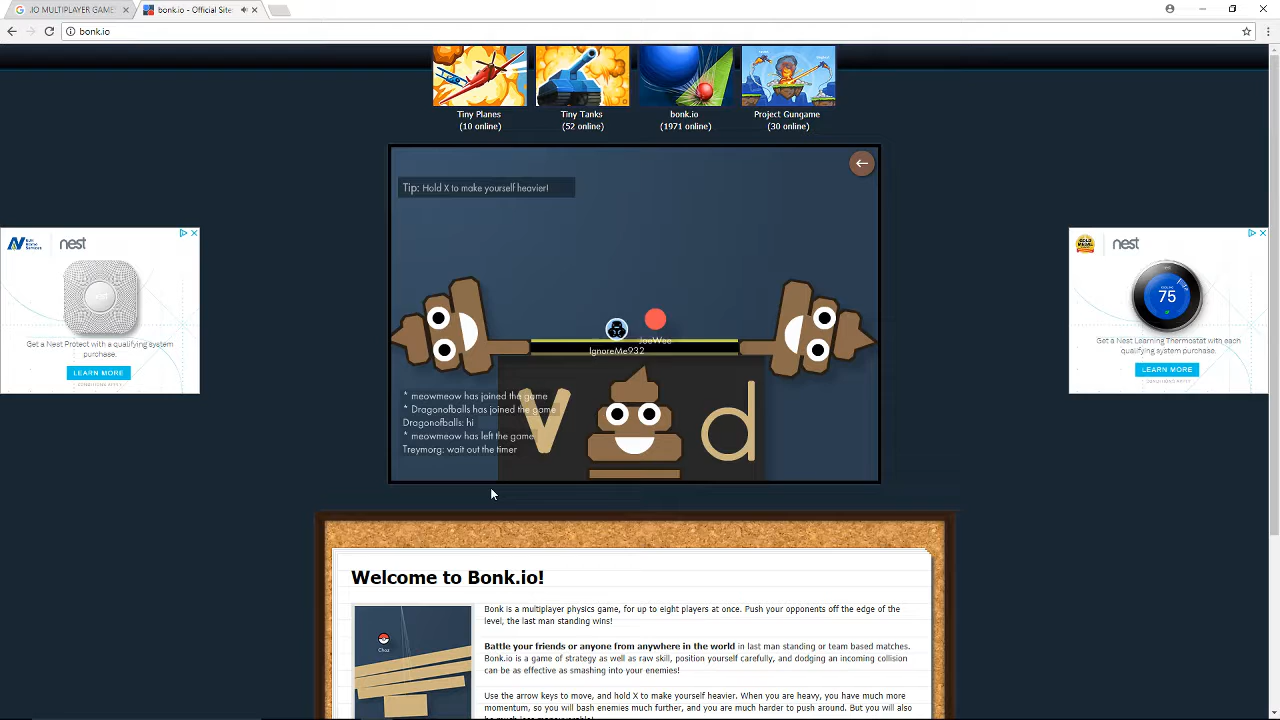 .IO MULTIPLAYER GAME
bonk.io - Official Site
bonk.io
Tiny Planes
(10 online)
Tiny Tanks
(52 online)
bonk.io
(1971 online)
Project Gungame
(30 online)
Tip: Hold X to make yourself heavier!
JoeWoe
IgnoreMe932
v d
* meowmeow has joined the game
* Dragonofballs has joined the game
Dragonofballs: hi
* meowmeow has left the game
Treymorg: wait out the timer
nest
Get a Nest Protect with a qualifying system
purchase.
LEARN MORE
nest
75
Get a Nest Learning Thermostat with each
qualifying system purchase.
LEARN MORE
Welcome to Bonk.io!
Choz
Bonk is a multiplayer physics game, for up to eight players at once. Push your opponents off the edge of the
level, the last man standing wins!
Battle your friends or anyone from anywhere in the world in last man standing or team based matches.
Bonk.io is a game of strategy as well as raw skill, position yourself carefully, and dodging an incoming collision
can be as effective as smashing into your enemies!
Use the arrow keys to move, and hold X to make yourself heavier. When you are heavy, you have much more
momentum, so you will bash enemies much further, and you are much harder to push around. But you will also